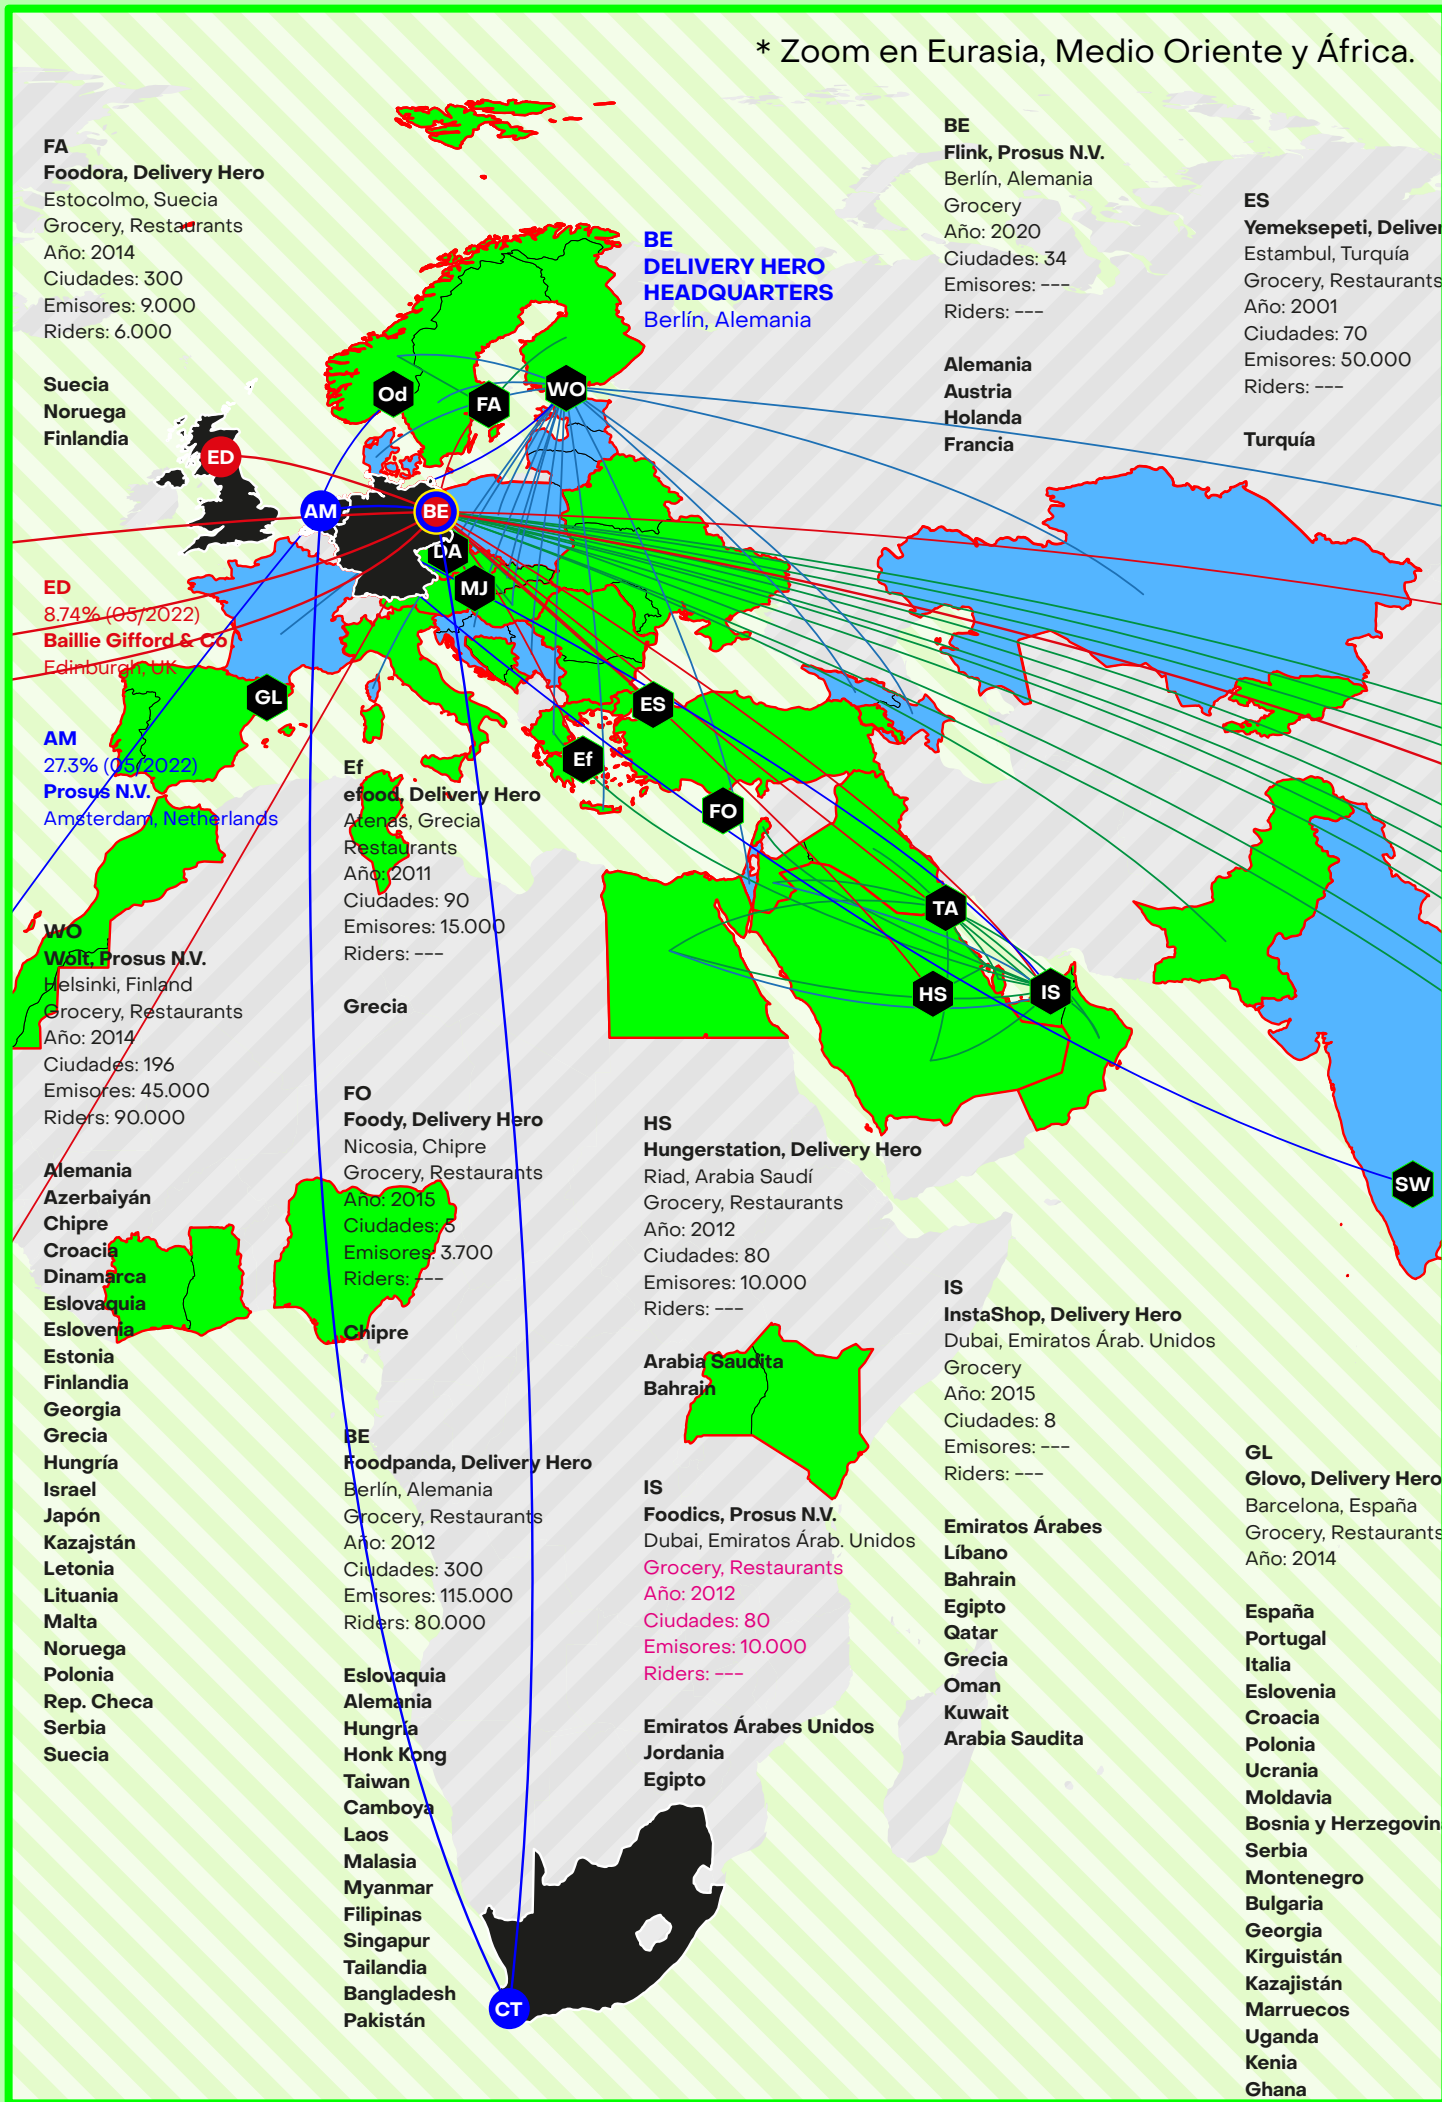 * Zoom en Eurasia, Medio Oriente y África.
FA
Foodora, Delivery Hero
Estocolmo, Suecia
Grocery, Restaurants
Año: 2014
Ciudades: 300
Emisores: 9.000
Riders: 6.000
Suecia
Noruega
Finlandia
BE
DELIVERY HERO
HEADQUARTERS
Berlín, Alemania
BE
Flink, Prosus N.V.
Berlín, Alemania
Grocery
Año: 2020
Ciudades: 34
Emisores: ---
Riders: ---
Alemania
Austria
Holanda
Francia
ES
Yemeksepeti, Deliver
Estambul, Turquía
Grocery, Restaurants
Año: 2001
Ciudades: 70
Emisores: 50.000
Riders: ---
Turquía
Od
FA
WO
ED
AM
BE
DA
MJ
GL
ES
Ef
FO
TA
HS
IS
SW
CT
ED
8.74% (05/2022)
Baillie Gifford & Co.
Edinburgh, UK
AM
27.3% (05/2022)
Prosus N.V.
Amsterdam, Netherlands
WO
Wolt, Prosus N.V.
Helsinki, Finland
Grocery, Restaurants
Año: 2014
Ciudades: 196
Emisores: 45.000
Riders: 90.000
Alemania
Azerbaiyán
Chipre
Croacia
Dinamarca
Eslovaquia
Eslovenia
Estonia
Finlandia
Georgia
Grecia
Hungría
Israel
Japón
Kazajstán
Letonia
Lituania
Malta
Noruega
Polonia
Rep. Checa
Serbia
Suecia
Ef
efood, Delivery Hero
Atenas, Grecia
Restaurants
Año: 2011
Ciudades: 90
Emisores: 15.000
Riders: ---
Grecia
FO
Foody, Delivery Hero
Nicosia, Chipre
Grocery, Restaurants
Año: 2015
Ciudades: 5
Emisores: 3.700
Riders: ---
Chipre
BE
Foodpanda, Delivery Hero
Berlín, Alemania
Grocery, Restaurants
Año: 2012
Ciudades: 300
Emisores: 115.000
Riders: 80.000
Eslovaquia
Alemania
Hungría
Honk Kong
Taiwan
Camboya
Laos
Malasia
Myanmar
Filipinas
Singapur
Tailandia
Bangladesh
Pakistán
HS
Hungerstation, Delivery Hero
Riad, Arabia Saudí
Grocery, Restaurants
Año: 2012
Ciudades: 80
Emisores: 10.000
Riders: ---
Arabia Saudita
Bahrain
IS
Foodics, Prosus N.V.
Dubai, Emiratos Árab. Unidos
Grocery, Restaurants
Año: 2012
Ciudades: 80
Emisores: 10.000
Riders: ---
Emiratos Árabes Unidos
Jordania
Egipto
IS
InstaShop, Delivery Hero
Dubai, Emiratos Árab. Unidos
Grocery
Año: 2015
Ciudades: 8
Emisores: ---
Riders: ---
Emiratos Árabes
Líbano
Bahrain
Egipto
Qatar
Grecia
Oman
Kuwait
Arabia Saudita
GL
Glovo, Delivery Hero
Barcelona, España
Grocery, Restaurants
Año: 2014
España
Portugal
Italia
Eslovenia
Croacia
Polonia
Ucrania
Moldavia
Bosnia y Herzegovin
Serbia
Montenegro
Bulgaria
Georgia
Kirguistán
Kazajistán
Marruecos
Uganda
Kenia
Ghana